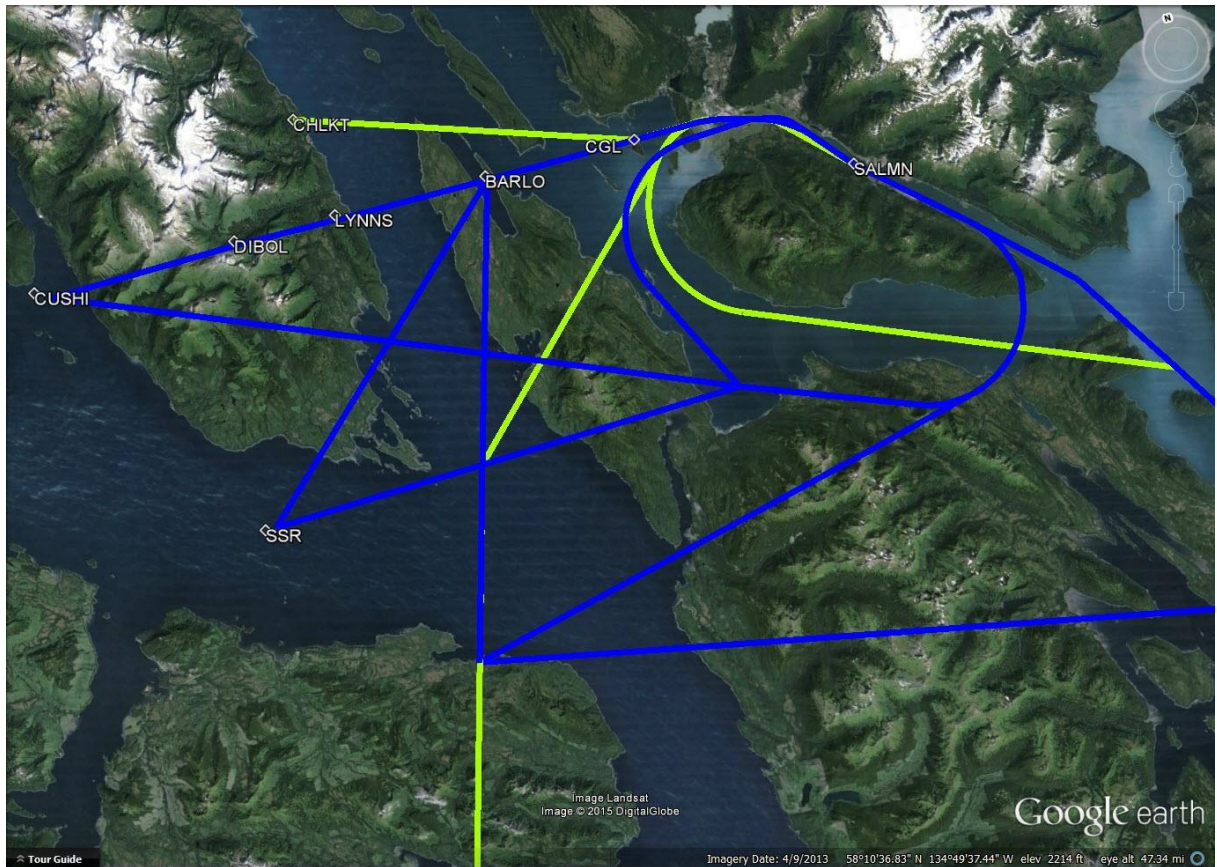 N
CHLKT
CGL
SALMN
BARLO
LYNNS
DIBOL
CUSHI
SSR
Image Landsat
Image © 2015 DigitalGlobe
Google earth
Tour Guide
Imagery Date: 4/9/2013 58°10'36.83" N 134°49'37.44" W elev 2214 ft eye alt 47.34 mi